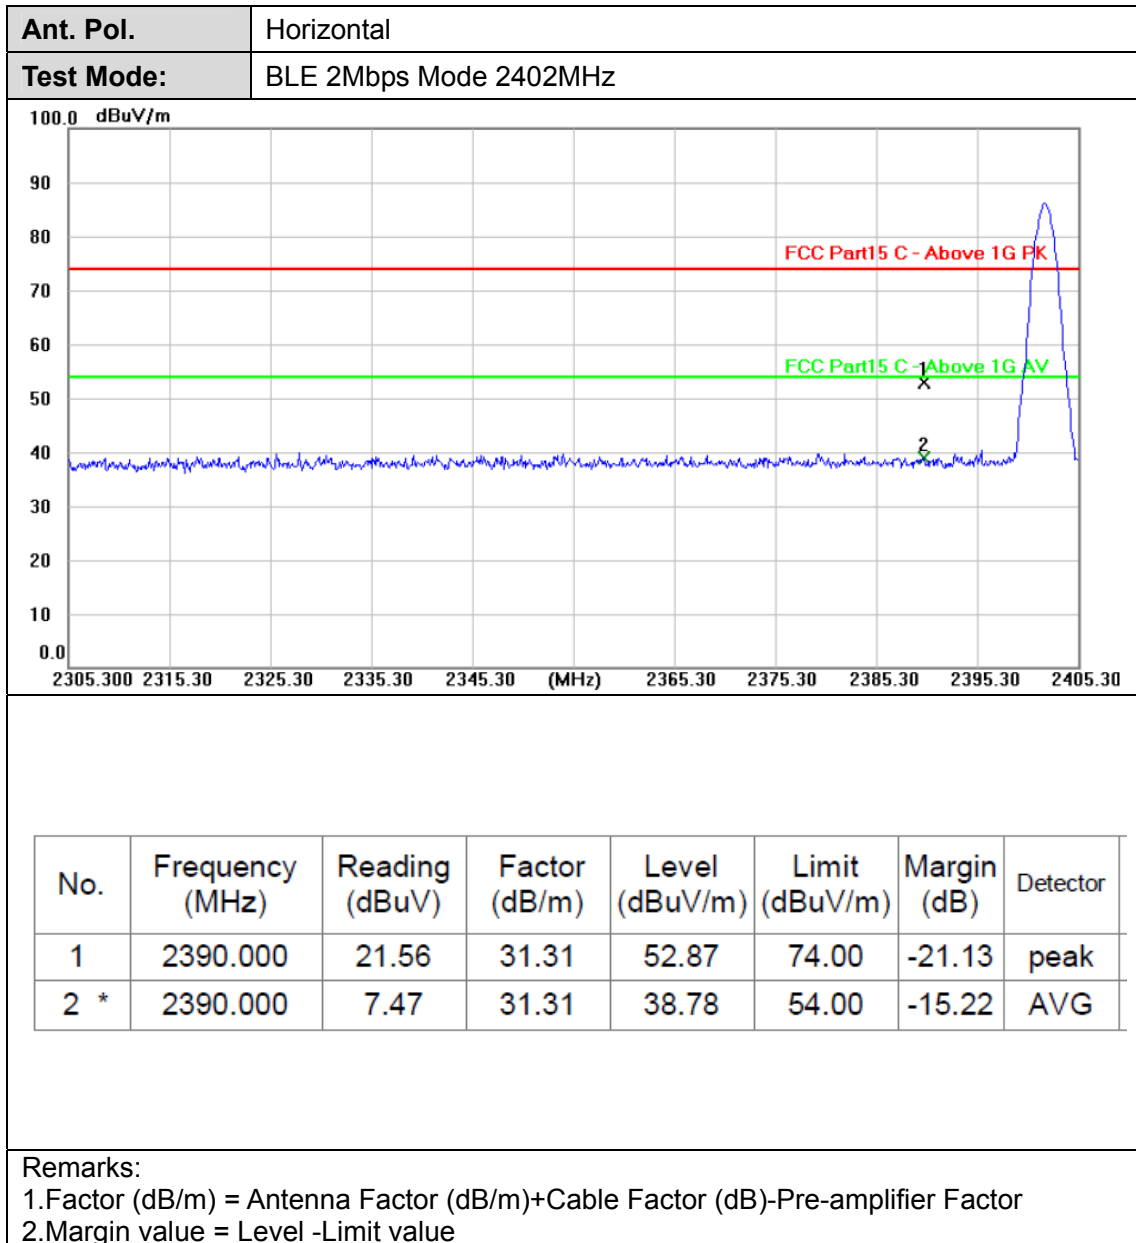 Ant. Pol. Horizontal
Test Mode: BLE 2Mbps Mode 2402MHz
100.0 dBuV/m
90
80
FCC Part15 C - Above 1G PK
70
60
FCC Part15 C - Above 1G AV
1
50
40
2
30
20
10
0.0
2305.300 2315.30 2325.30 2335.30 2345.30 (MHz) 2365.30 2375.30 2385.30 2395.30 2405.30
No. Frequency (MHz) Reading (dBuV) Factor (dB/m) Level (dBuV/m) Limit (dBuV/m) Margin (dB) Detector
1 2390.000 21.56 31.31 52.87 74.00 -21.13 peak
2 * 2390.000 7.47 31.31 38.78 54.00 -15.22 AVG
Remarks:
1.Factor (dB/m) = Antenna Factor (dB/m)+Cable Factor (dB)-Pre-amplifier Factor
2.Margin value = Level -Limit value